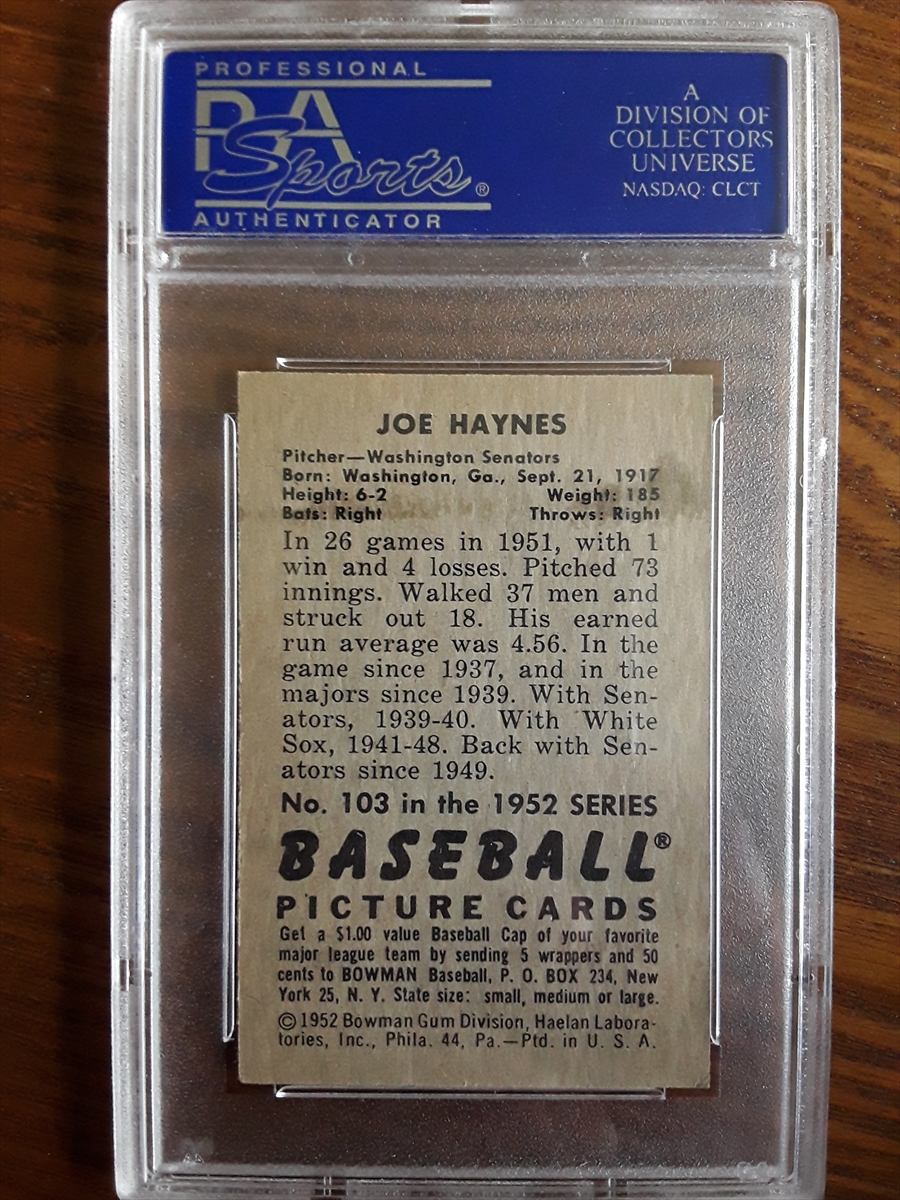 PROFESSIONAL
PSA
Sports®
AUTHENTICATOR
A
DIVISION OF
COLLECTORS
UNIVERSE
NASDAQ: CLCT
JOE HAYNES
Pitcher—Washington Senators
Born: Washington, Ga., Sept. 21, 1917
Height: 6-2 Weight: 185
Bats: Right Throws: Right
In 26 games in 1951, with 1
win and 4 losses. Pitched 73
innings. Walked 37 men and
struck out 18. His earned
run average was 4.56. In the
game since 1937, and in the
majors since 1939. With Sen-
ators, 1939-40. With White
Sox, 1941-48. Back with Sen-
ators since 1949.
No. 103 in the 1952 SERIES
BASEBALL®
PICTURE CARDS
Get a $1.00 value Baseball Cap of your favorite
major league team by sending 5 wrappers and 50
cents to BOWMAN Baseball, P. O. BOX 234, New
York 25, N. Y. State size: small, medium or large.
©1952 Bowman Gum Division, Haelan Labora-
tories, Inc., Phila. 44, Pa.—Ptd. in U. S. A.